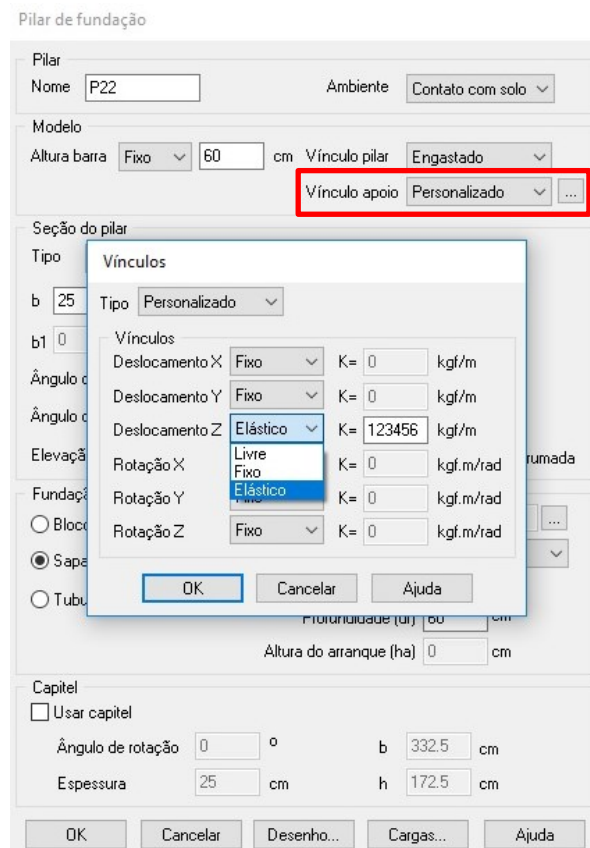 Pilar de fundação
Pilar
Nome P22 Ambiente Contato com solo
Modelo
Altura barra Fixo 60 cm Vínculo pilar Engastado
Vínculo apoio Personalizado ...
Seção do pilar
Tipo
Vínculos
b 25
Tipo Personalizado
b1 0
Vínculos
Deslocamento X Fixo K= 0 kgf/m
Ângulo
Deslocamento Y Fixo K= 0 kgf/m
Ângulo
Deslocamento Z Elástico K= 123456 kgf/m
Livre
Fixo
Elástico
Elevaçã
Rotação X K= 0 kgf.m/rad
rumada
Fundaçã
Rotação Y K= 0 kgf.m/rad
...
Bloco
Rotação Z Fixo K= 0 kgf.m/rad
Sapa
OK Cancelar Ajuda
Tubu
Profundidade (df) 60 cm
Altura do arranque (ha) 0 cm
Capitel
Usar capitel
Ângulo de rotação 0 º b 332.5 cm
Espessura 25 cm h 172.5 cm
OK Cancelar Desenho... Cargas... Ajuda